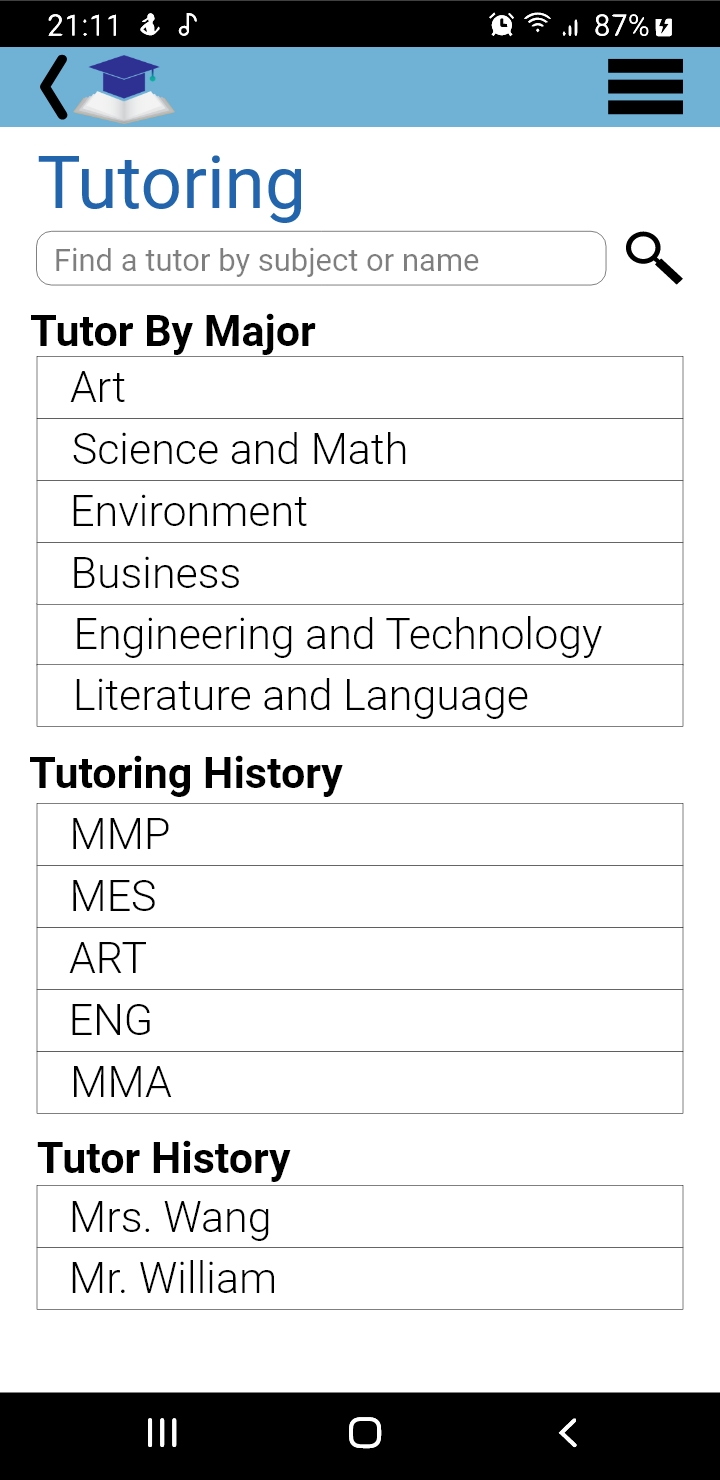 21:11 87%
Tutoring
Find a tutor by subject or name
Tutor By Major
Art
Science and Math
Environment
Business
Engineering and Technology
Literature and Language
Tutoring History
MMP
MES
ART
ENG
MMA
Tutor History
Mrs. Wang
Mr. William